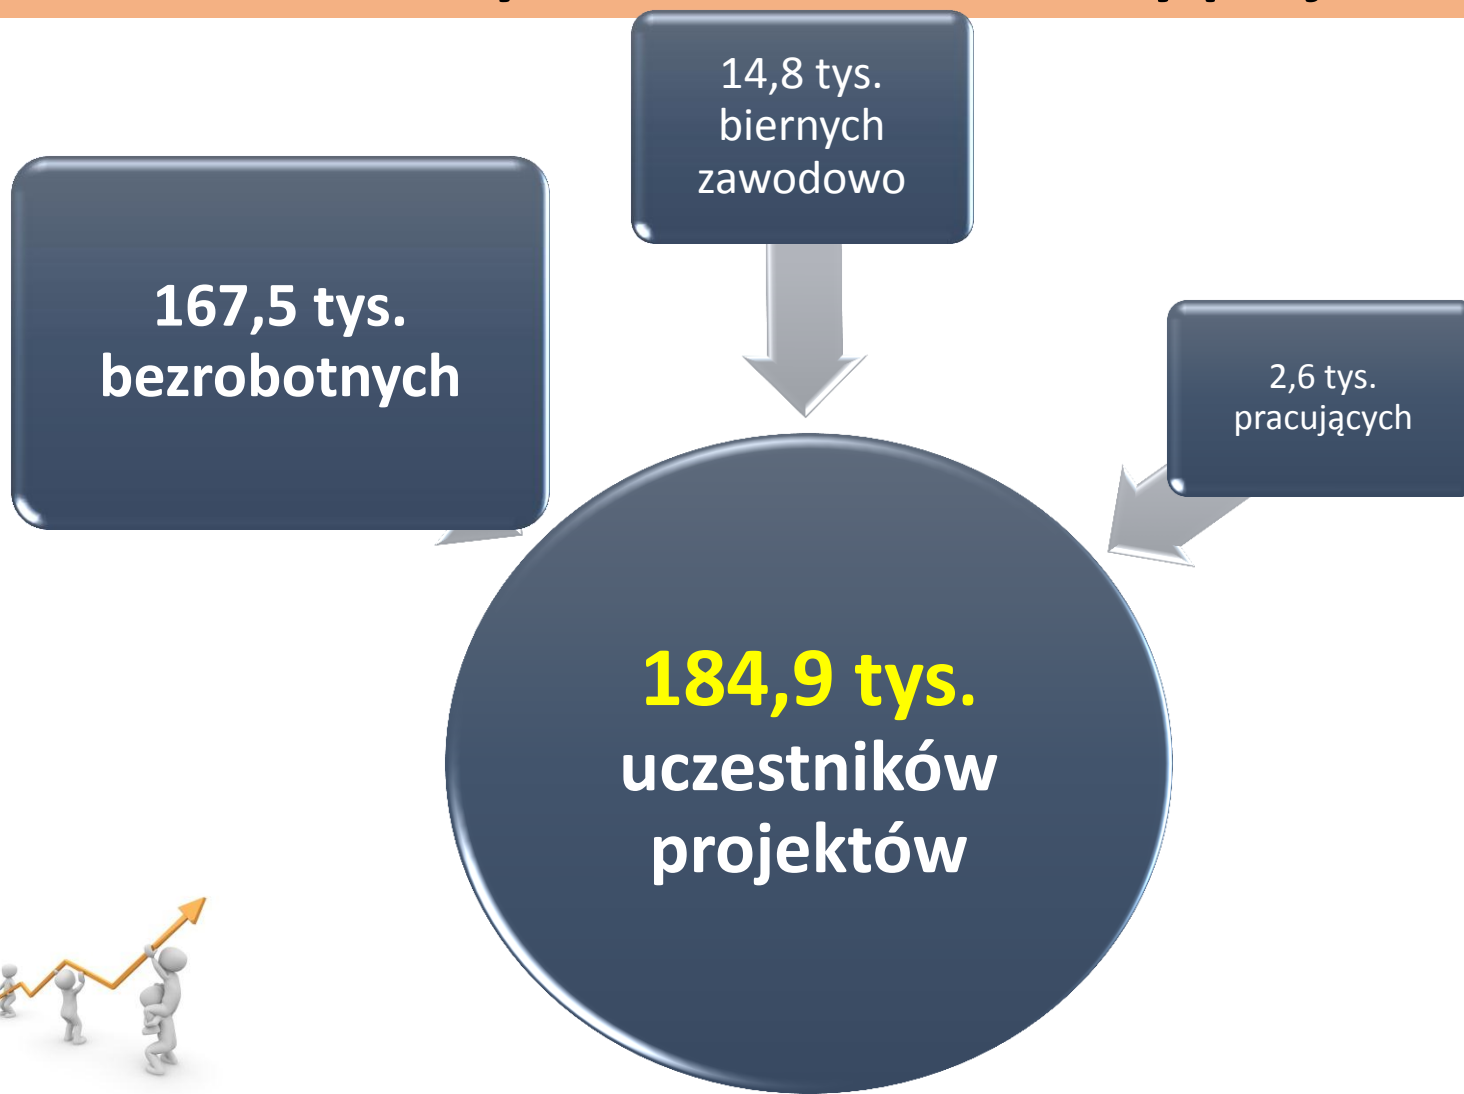 14,8 tys.
biernych
zawodowo
167,5 tys.
bezrobotnych
2,6 tys.
pracujących
184,9 tys.
uczestników
projektów